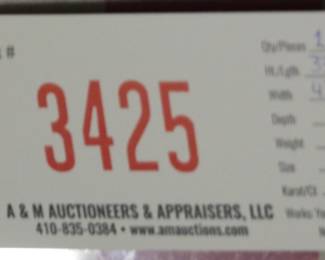 #
Qty/Pieces
Ht./Lgth
Width
3425
Depth
Weight
Size
Karat/Ct
A & M AUCTIONEERS & APPRAISERS, LLC
410-835-0384 • www.amauctions.com